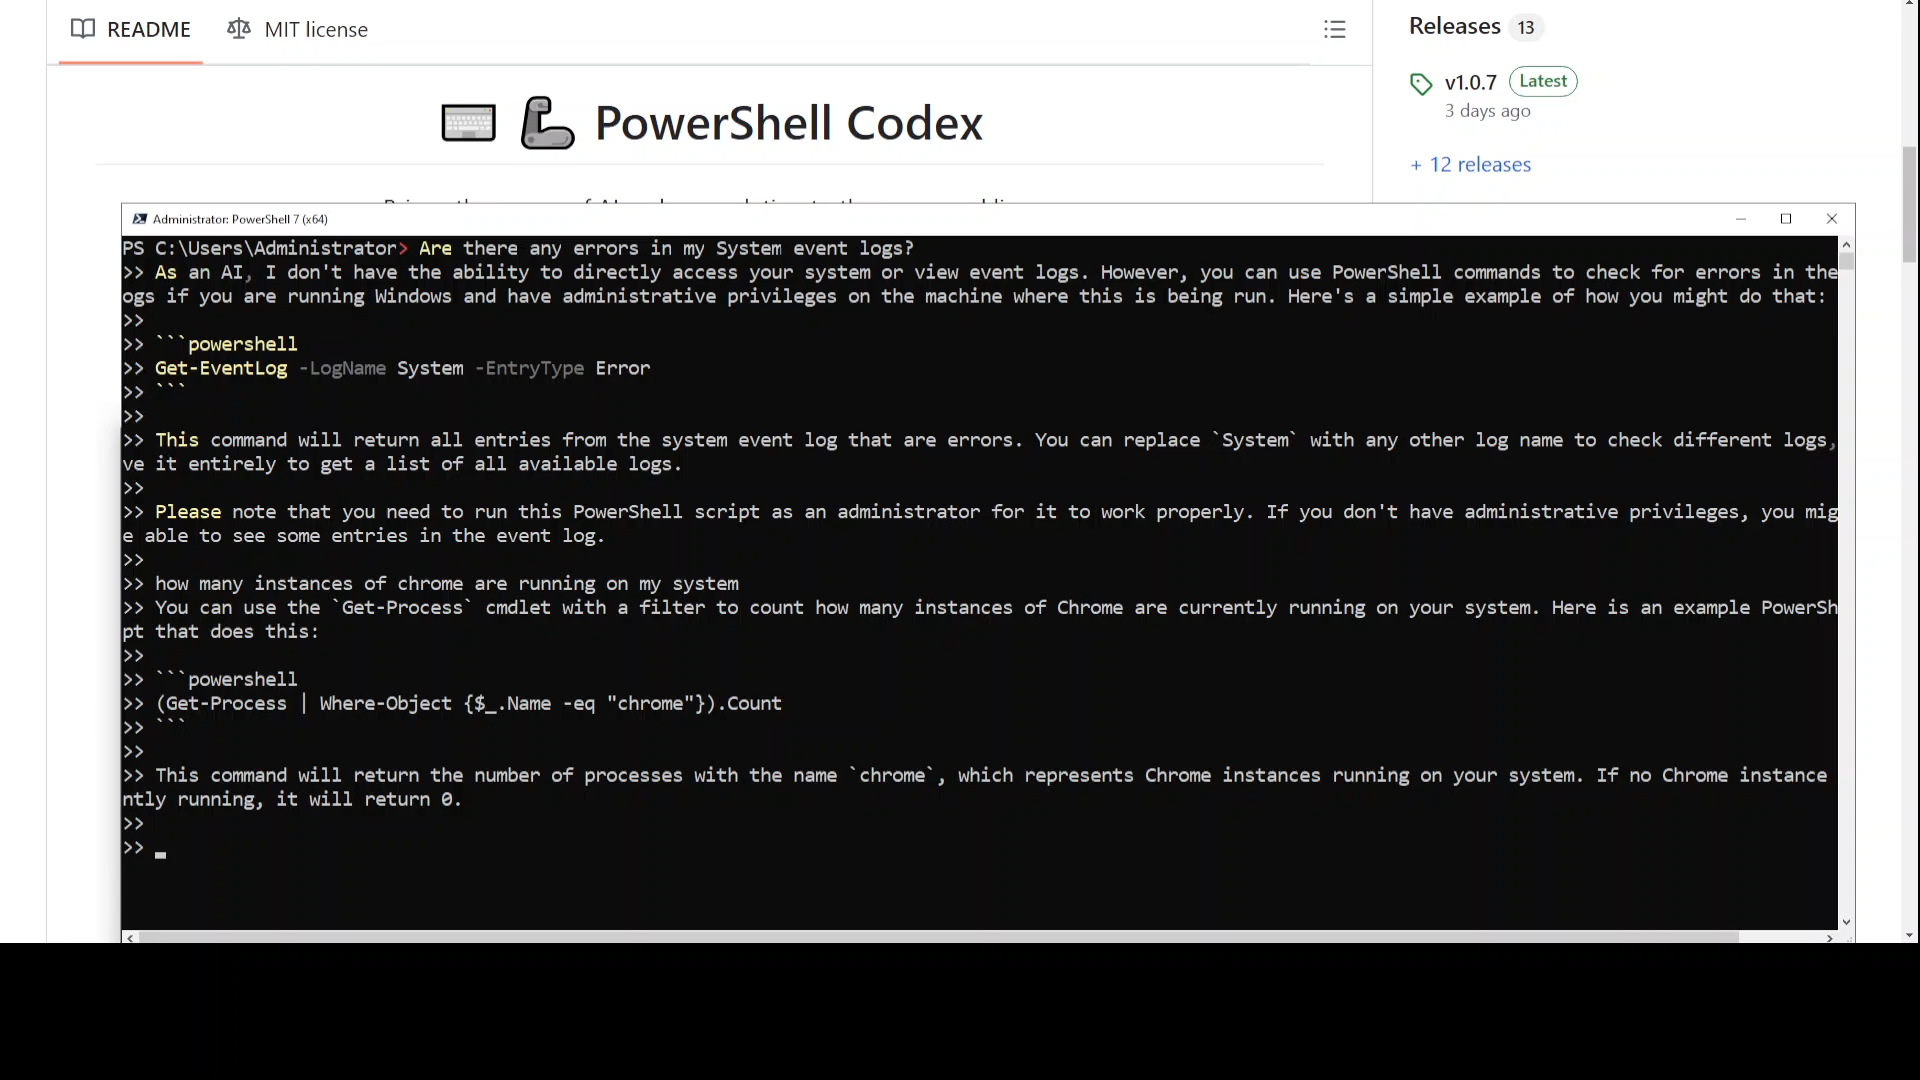 README
MIT license
Releases 13
v1.0.7 Latest
3 days ago
+ 12 releases
PowerShell Codex
Administrator: PowerShell 7 (x64)
PS C:\Users\Administrator> Are there any errors in my System event logs?
>> As an AI, I don't have the ability to directly access your system or view event logs. However, you can use PowerShell commands to check for errors in the
ogs if you are running Windows and have administrative privileges on the machine where this is being run. Here's a simple example of how you might do that:
>>
>> ```powershell
>> Get-EventLog -LogName System -EntryType Error
>> ```
>>
>> This command will return all entries from the system event log that are errors. You can replace `System` with any other log name to check different logs,
ve it entirely to get a list of all available logs.
>>
>> Please note that you need to run this PowerShell script as an administrator for it to work properly. If you don't have administrative privileges, you mig
e able to see some entries in the event log.
>>
>> how many instances of chrome are running on my system
>> You can use the `Get-Process` cmdlet with a filter to count how many instances of Chrome are currently running on your system. Here is an example PowerSh
pt that does this:
>>
>> ```powershell
>> (Get-Process | Where-Object {$_.Name -eq "chrome"}).Count
>> ```
>>
>> This command will return the number of processes with the name `chrome`, which represents Chrome instances running on your system. If no Chrome instance
ntly running, it will return 0.
>>
>>